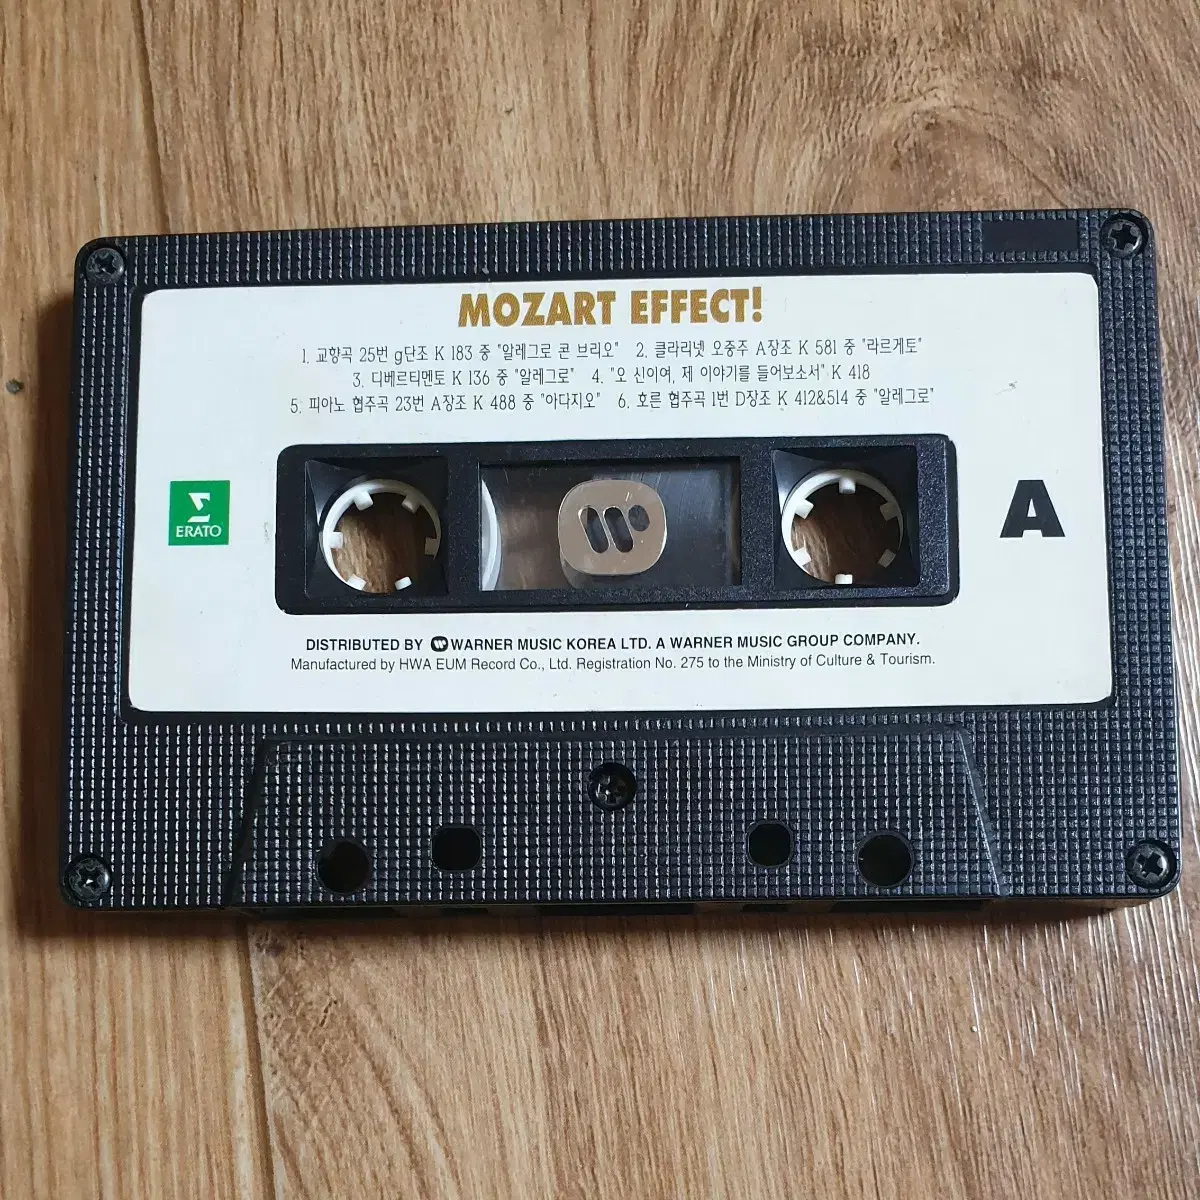 MOZART EFFECT!
1. 교향곡 25번 g단조 K 183 중 "알레그로 콘 브리오" 2. 클라리넷 오중주 A장조 K 581 중 "라르게토"
3. 디베르티멘토 K 136 중 "알레그로" 4. "오 신이여, 제 이야기를 들어보소서" K 418
5. 피아노 협주곡 23번 A장조 K 488 중 "아다지오" 6. 호른 협주곡 1번 D장조 K 412&514 중 "알레그로"
ERATO
A
DISTRIBUTED BY WARNER MUSIC KOREA LTD. A WARNER MUSIC GROUP COMPANY.
Manufactured by HWA EUM Record Co., Ltd. Registration No. 275 to the Ministry of Culture & Tourism.